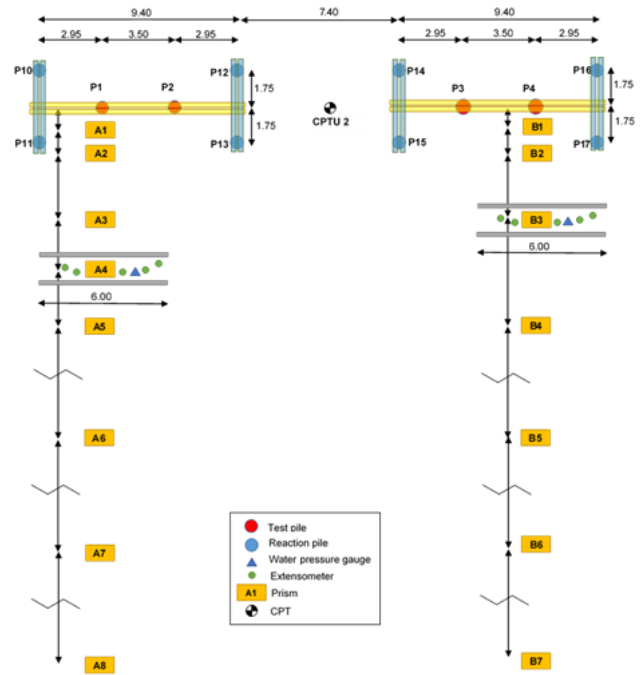 9.40 7.40 9.40
2.95 3.50 2.95 2.95 3.50 2.95
P10 P12 P14 P16
P1 P2 P3 P4
1.75 1.75
CPTU 2
A1 B1
1.75 1.75
P11 P13 P15 P17
A2 B2
A3 B3
A4
6.00
6.00
A5 B4
A6 B5
A7 B6
A8 B7
Test pile
Reaction pile
Water pressure gauge
Extensometer
A1 Prism
CPT